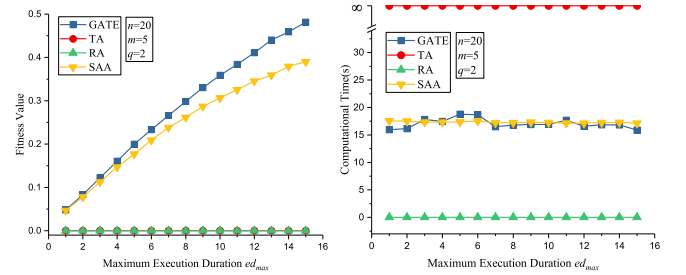 0.5
0.4
0.3
0.2
0.1
0.0
Fitness Value
GATE
TA
RA
SAA
n=20
m=5
q=2
0 2 4 6 8 10 12 14 16
Maximum Execution Duration ed_max
∞
30
25
20
15
10
5
0
Computational Time(s)
GATE
TA
RA
SAA
n=20
m=5
q=2
0 2 4 6 8 10 12 14 16
Maximum Execution Duration ed_max